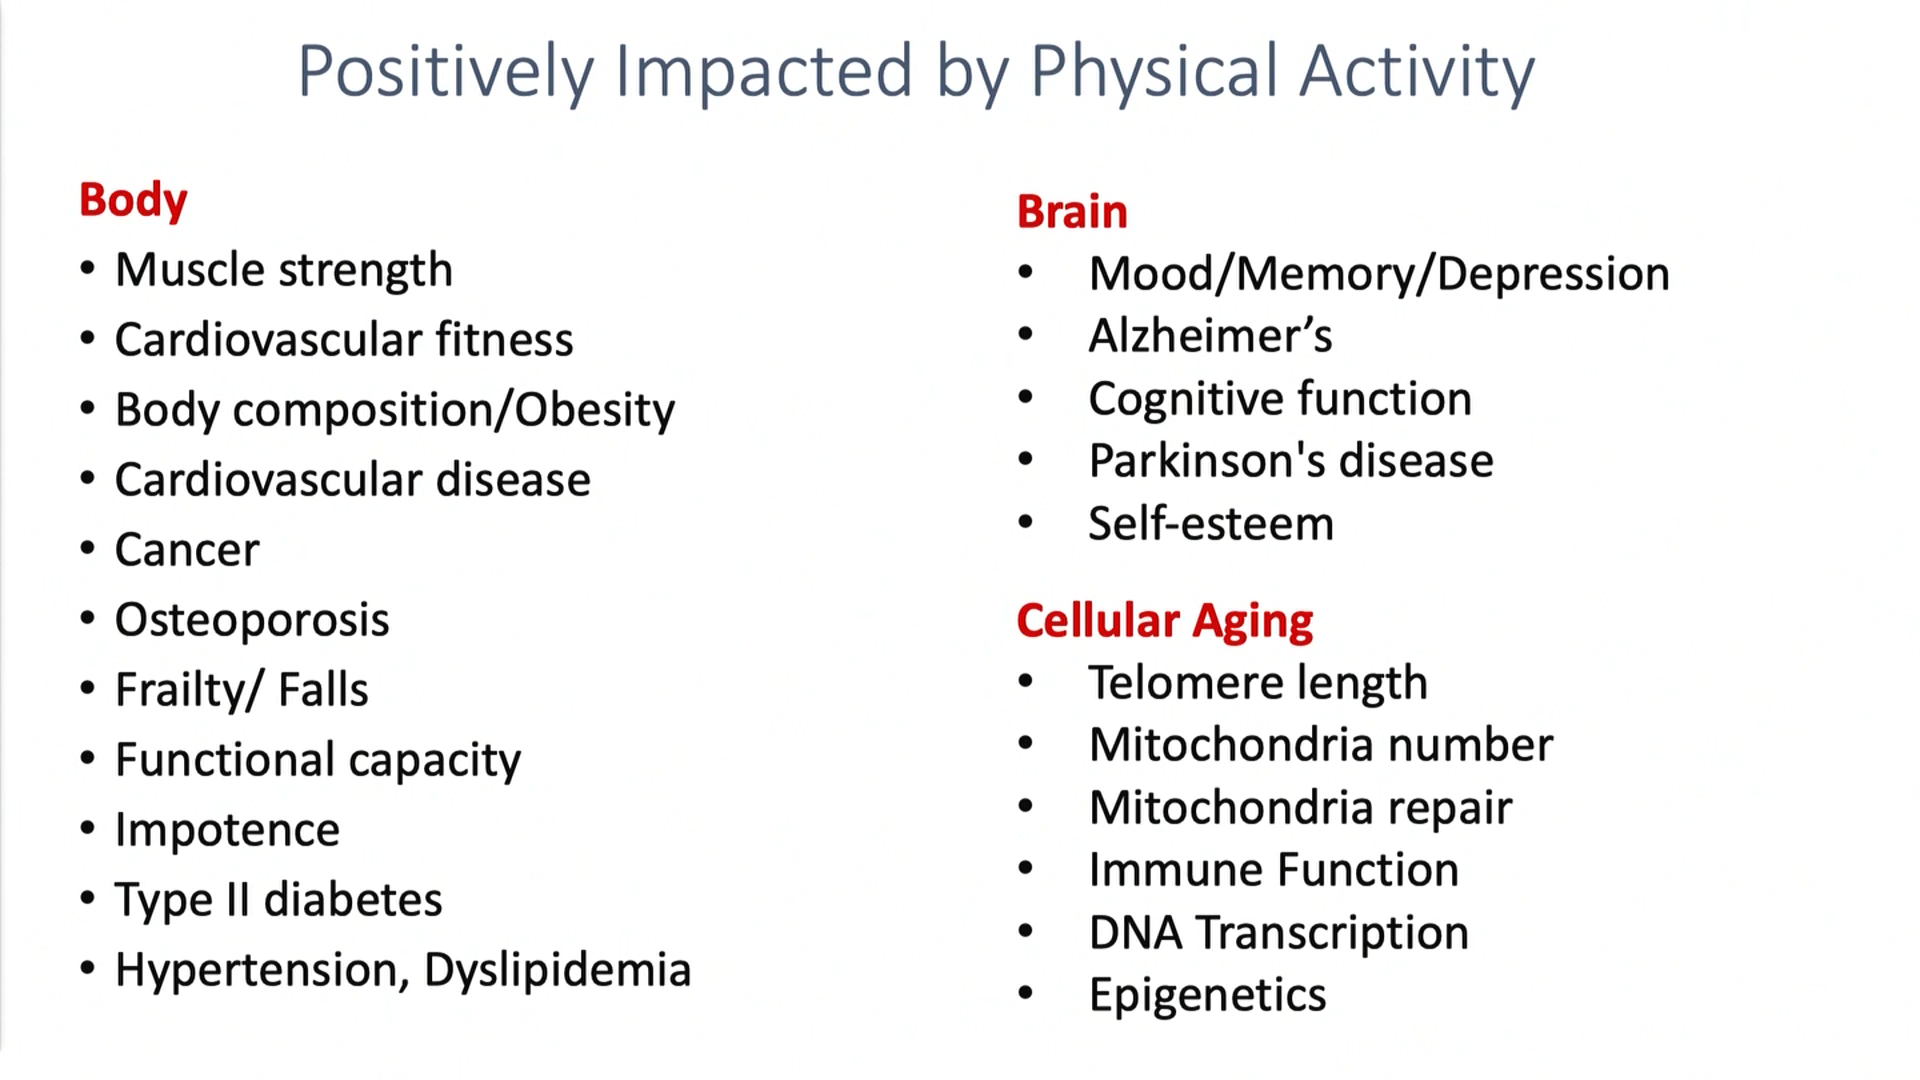 Positively Impacted by Physical Activity
Body
• Muscle strength
• Cardiovascular fitness
• Body composition/Obesity
• Cardiovascular disease
• Cancer
• Osteoporosis
• Frailty/ Falls
• Functional capacity
• Impotence
• Type II diabetes
• Hypertension, Dyslipidemia
Brain
• Mood/Memory/Depression
• Alzheimer’s
• Cognitive function
• Parkinson's disease
• Self-esteem
Cellular Aging
• Telomere length
• Mitochondria number
• Mitochondria repair
• Immune Function
• DNA Transcription
• Epigenetics